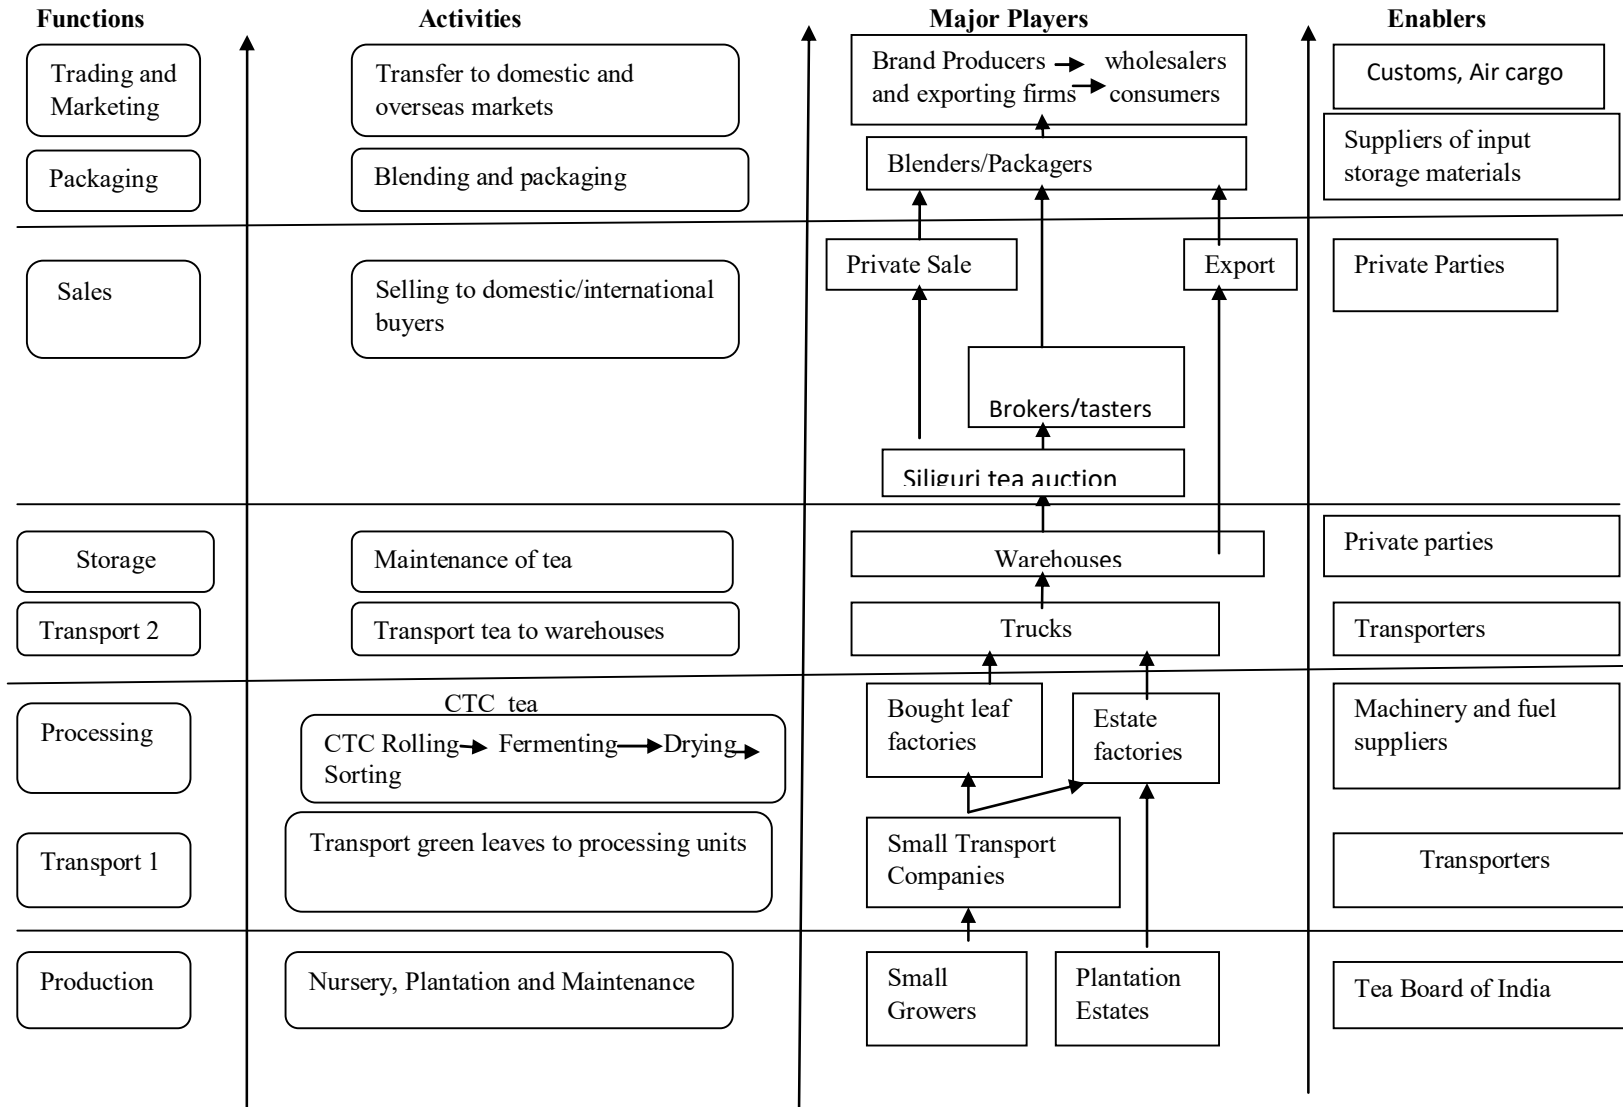 Functions
Activities
Major Players
Enablers
Trading and
Marketing
Transfer to domestic and
overseas markets
Brand Producers wholesalers
and exporting firms consumers
Customs, Air cargo
Packaging
Blending and packaging
Blenders/Packagers
Suppliers of input
storage materials
Sales
Selling to domestic/international
buyers
Private Sale
Export
Private Parties
Brokers/tasters
Siliguri tea auction
Storage
Maintenance of tea
Warehouses
Private parties
Transport 2
Transport tea to warehouses
Trucks
Transporters
Processing
CTC tea
CTC Rolling Fermenting Drying
Sorting
Bought leaf
factories
Estate
factories
Machinery and fuel
suppliers
Transport 1
Transport green leaves to processing units
Small Transport
Companies
Transporters
Production
Nursery, Plantation and Maintenance
Small
Growers
Plantation
Estates
Tea Board of India